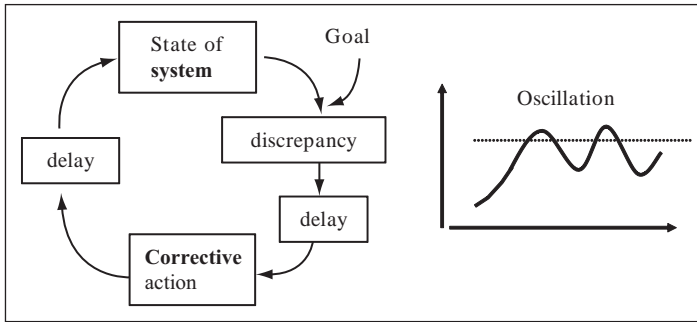 State of
system
Goal
discrepancy
delay
Corrective
action
delay
Oscillation